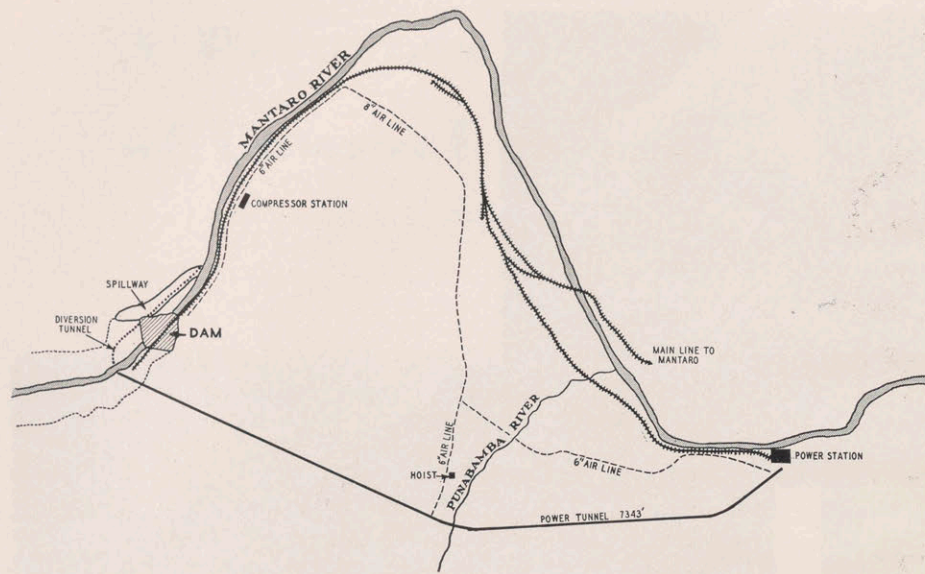 MANTARO RIVER
8" AIR LINE
6" AIR LINE
COMPRESSOR STATION
SPILLWAY
DIVERSION
TUNNEL
DAM
MAIN LINE TO
MANTARO
PUNABAMBA RIVER
6" AIR LINE
HOIST
6" AIR LINE
POWER STATION
POWER TUNNEL 7343'